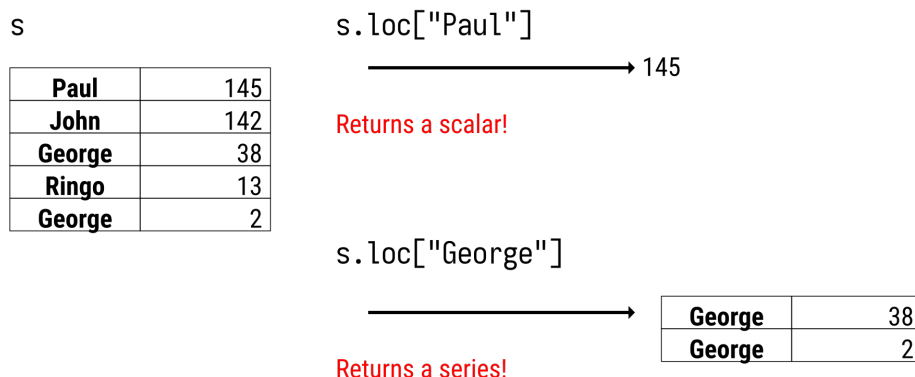 s
s.loc["Paul"]
145
Returns a scalar!
Paul 145
John 142
George 38
Ringo 13
George 2
s.loc["George"]
George 38
George 2
Returns a series!